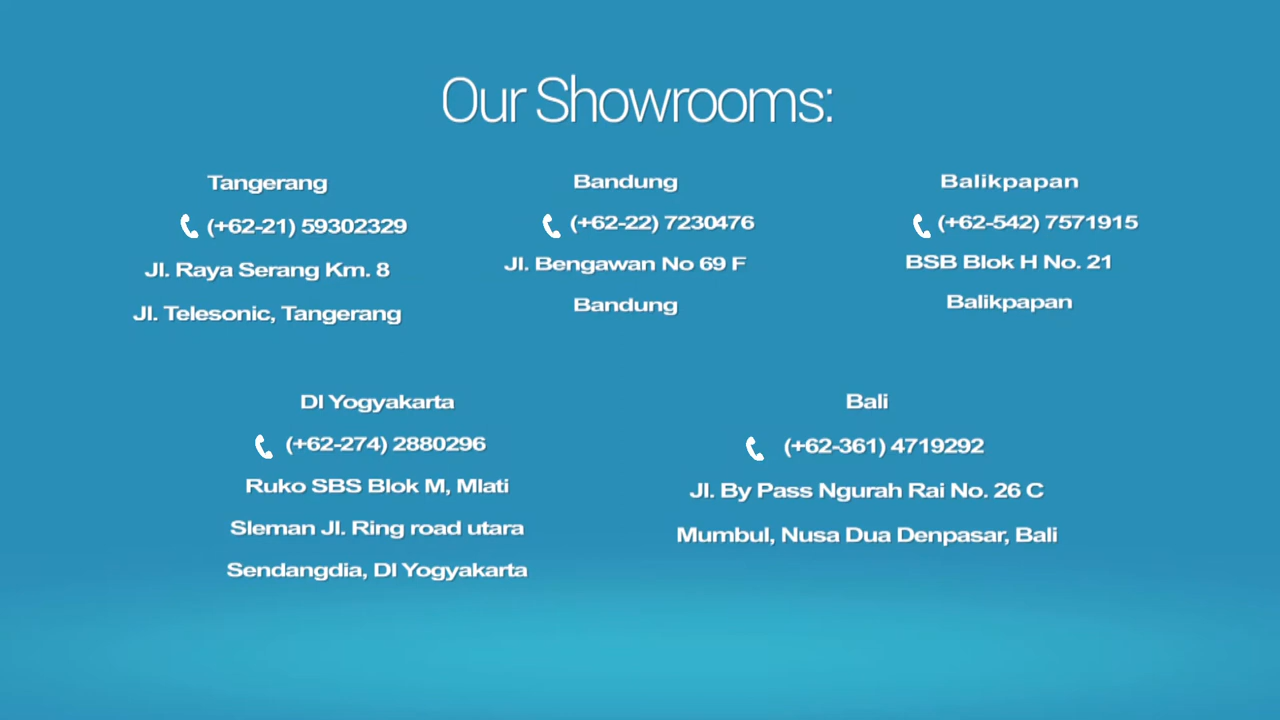 Our Showrooms:
Tangerang
(+62-21) 59302329
Jl. Raya Serang Km. 8
Jl. Telesonic, Tangerang
Bandung
(+62-22) 7230476
Jl. Bengawan No 69 F
Bandung
Balikpapan
(+62-542) 7571915
BSB Blok H No. 21
Balikpapan
DI Yogyakarta
(+62-274) 2880296
Ruko SBS Blok M, Mlati
Sleman Jl. Ring road utara
Sendangdia, DI Yogyakarta
Bali
(+62-361) 4719292
Jl. By Pass Ngurah Rai No. 26 C
Mumbul, Nusa Dua Denpasar, Bali